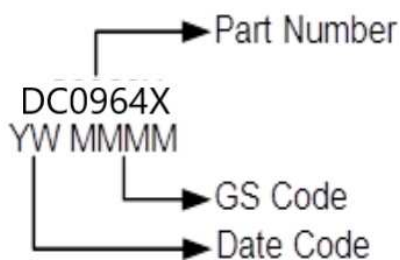 Part Number
DC0964X
YW MMMM
GS Code
Date Code